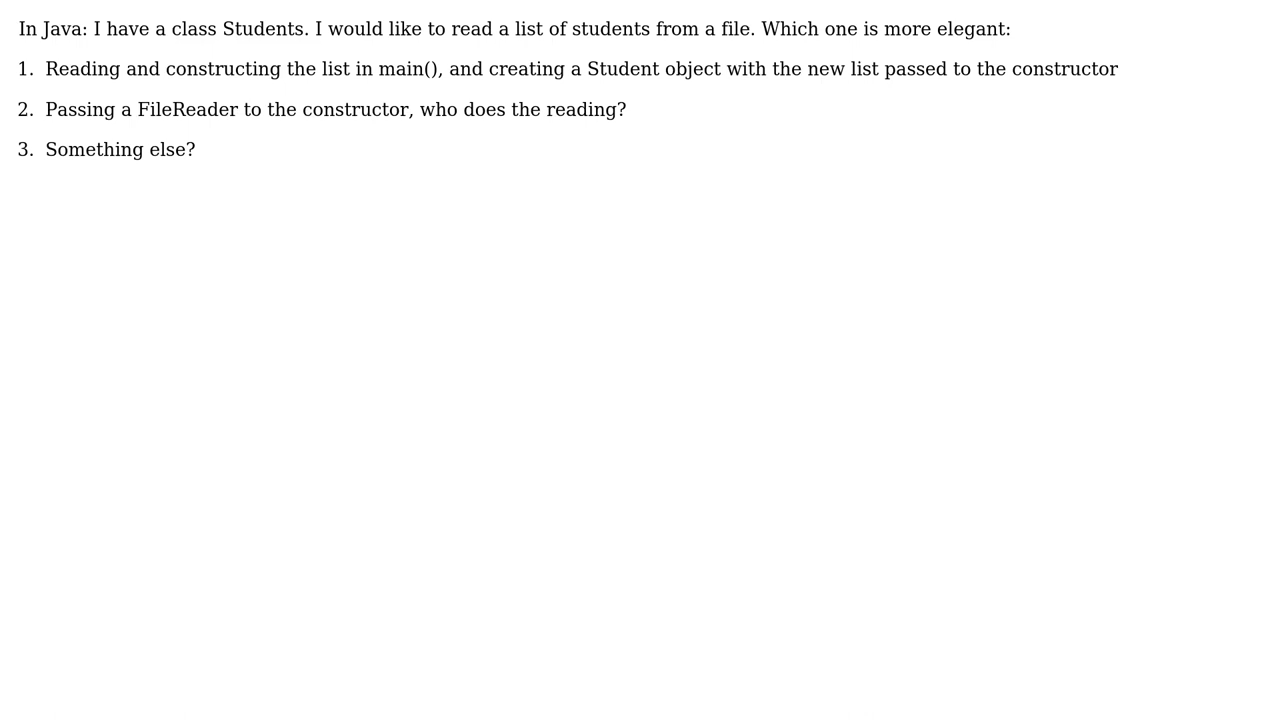 In Java: I have a class Students. I would like to read a list of students from a file. Which one is more elegant:
1. Reading and constructing the list in main(), and creating a Student object with the new list passed to the constructor
2. Passing a FileReader to the constructor, who does the reading?
3. Something else?